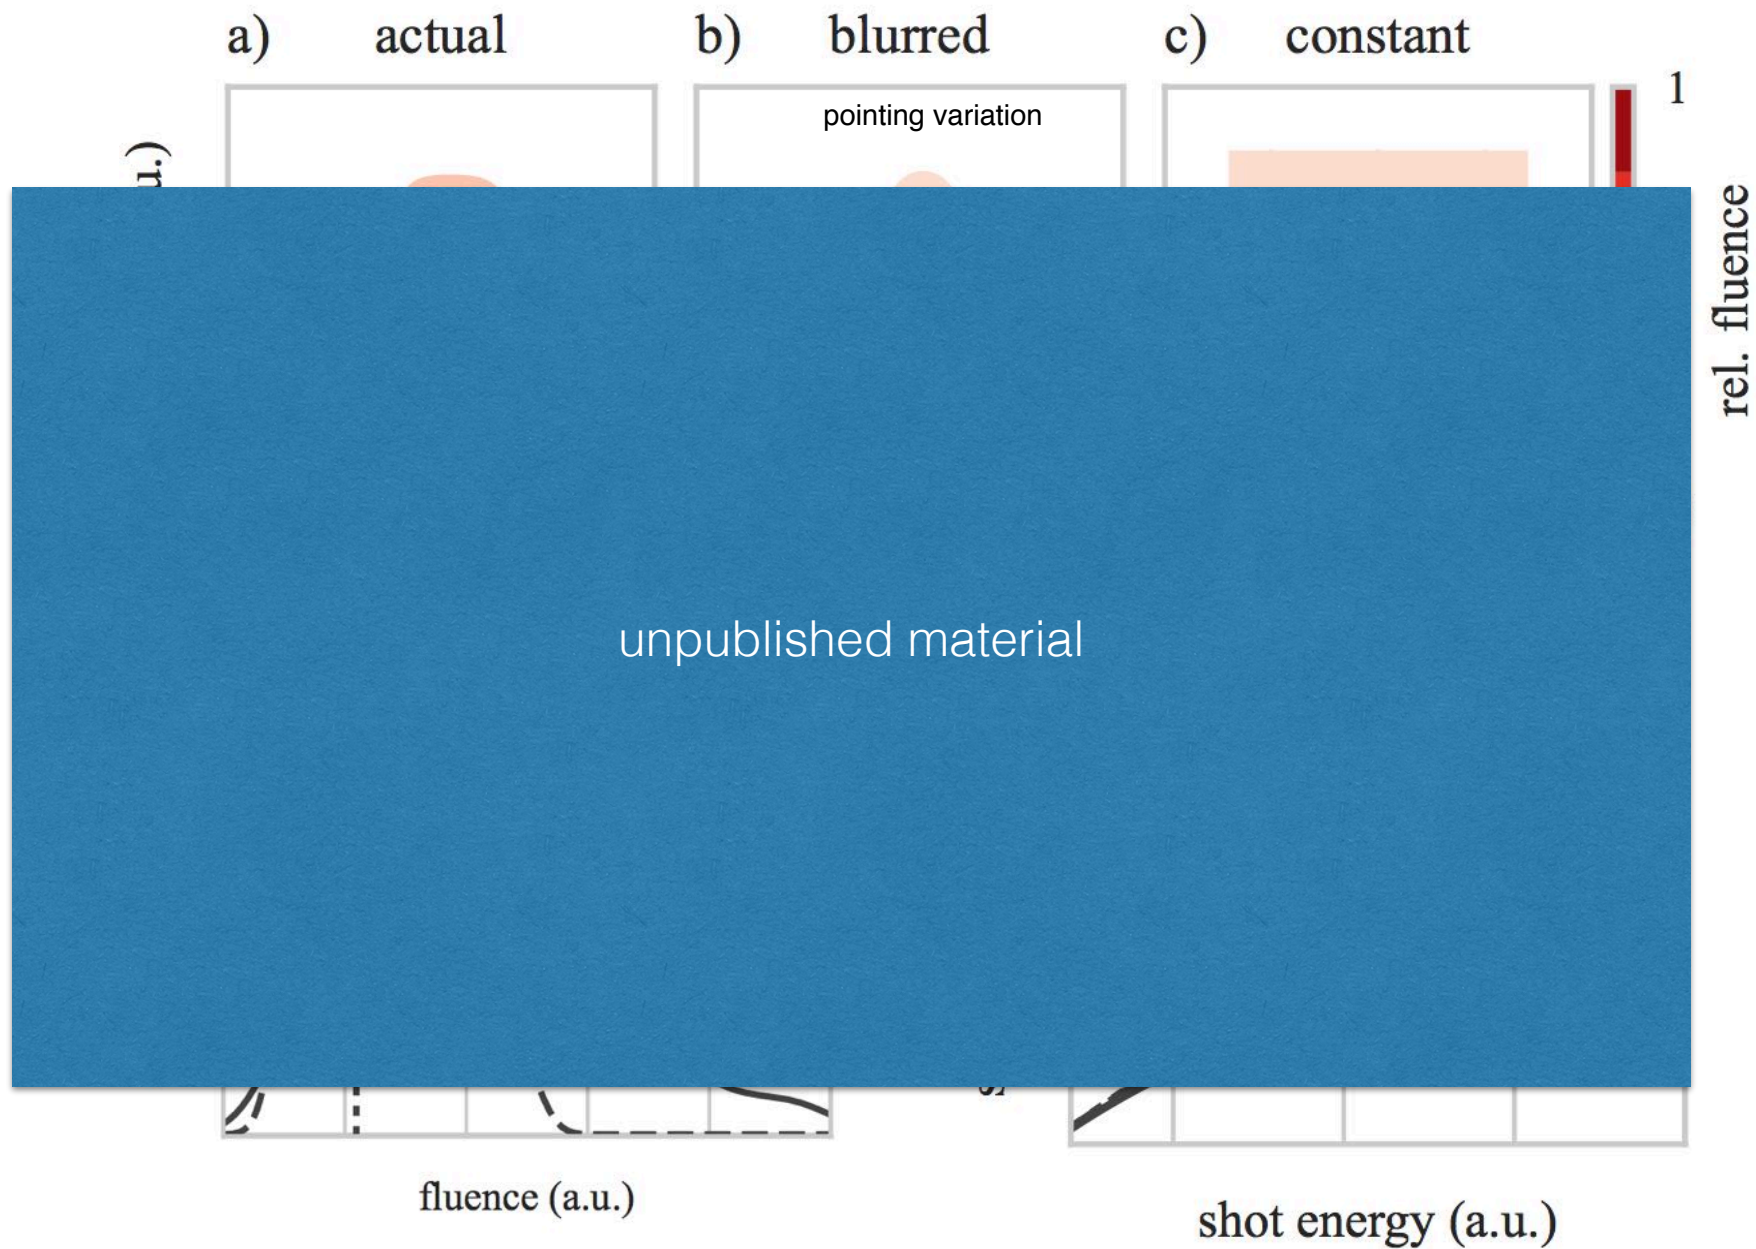 a) actual
b) blurred
c) constant
1
pointing variation
u.)
rel. fluence
unpublished material
fluence (a.u.)
shot energy (a.u.)